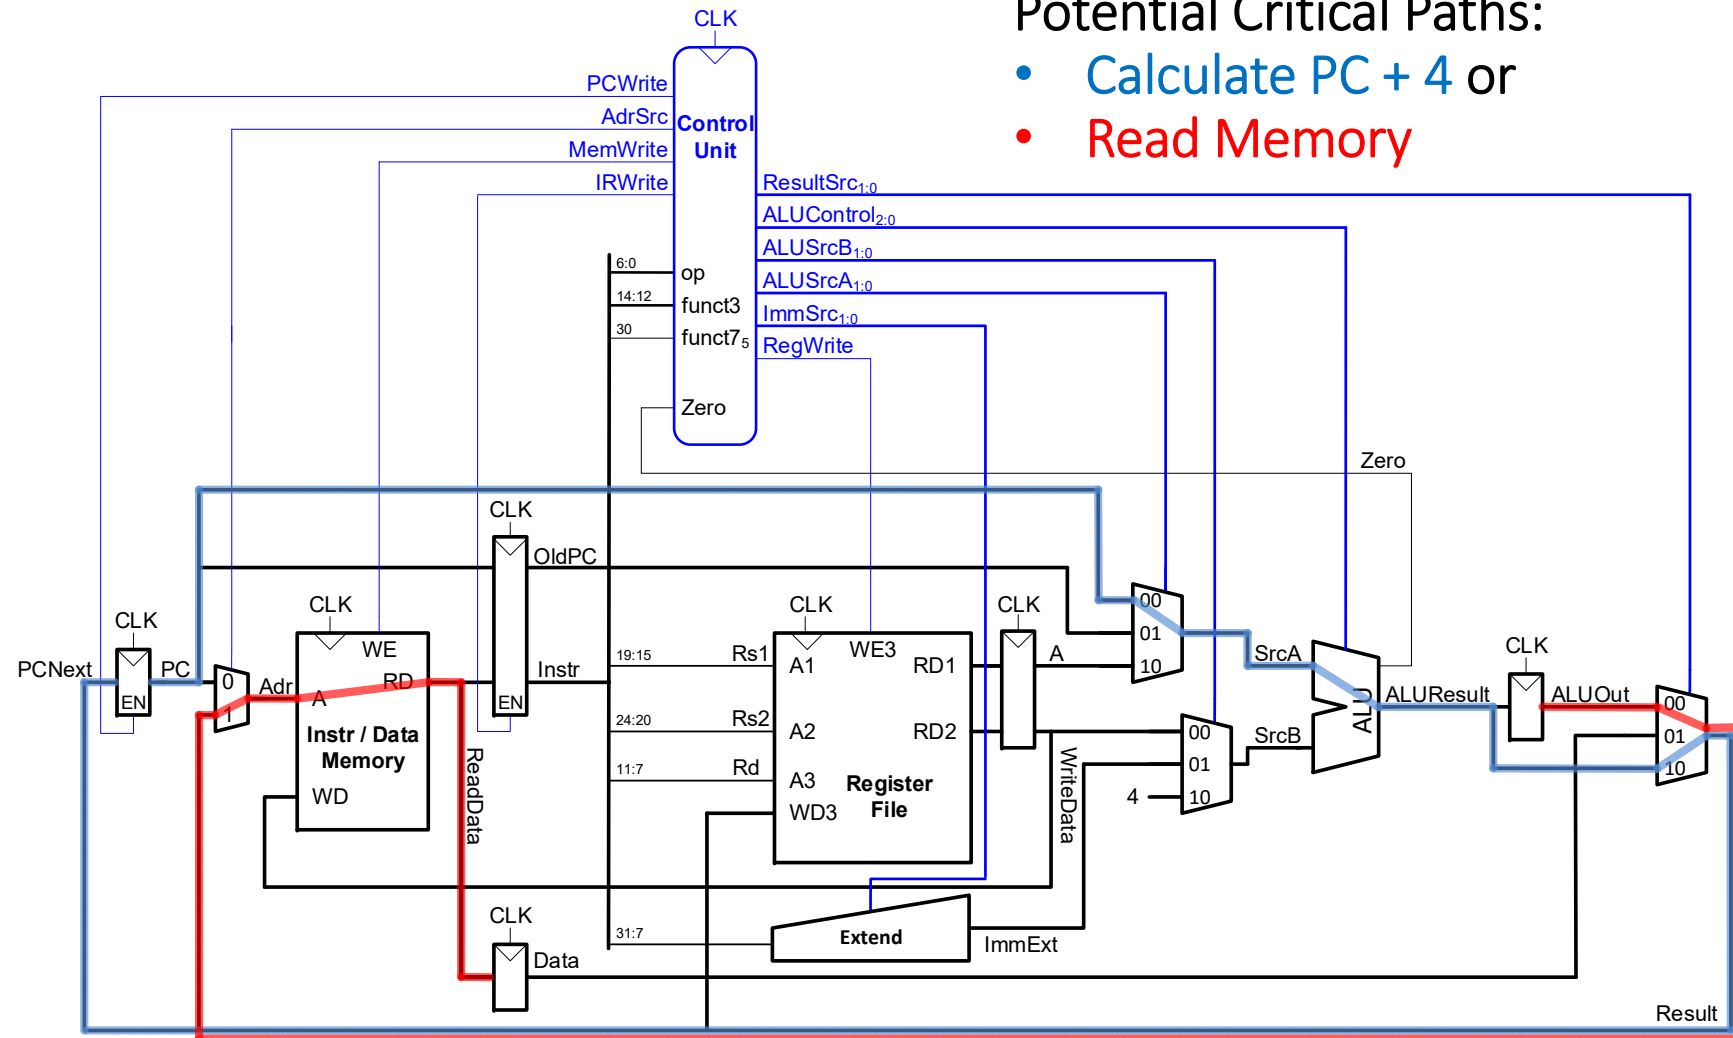 Potential Critical Paths:
• Calculate PC + 4 or
• Read Memory
CLK
PCWrite
AdrSrc
MemWrite
IRWrite
Control
Unit
ResultSrc1:0
ALUControl2:0
ALUSrcB1:0
ALUSrcA1:0
ImmSrc1:0
RegWrite
6:0
op
14:12
funct3
30
funct75
Zero
Zero
CLK
OldPC
CLK
PCNext
EN
PC
0
1
Adr
CLK
WE
A
RD
Instr / Data
Memory
WD
ReadData
EN
Instr
19:15
Rs1
24:20
Rs2
11:7
Rd
CLK
A1
WE3
RD1
A2
RD2
A3
WD3
Register
File
CLK
A
WriteData
00
01
10
00
01
10
4
SrcA
SrcB
ALU
ALUResult
CLK
ALUOut
00
01
10
31:7
Extend
ImmExt
CLK
Data
Result